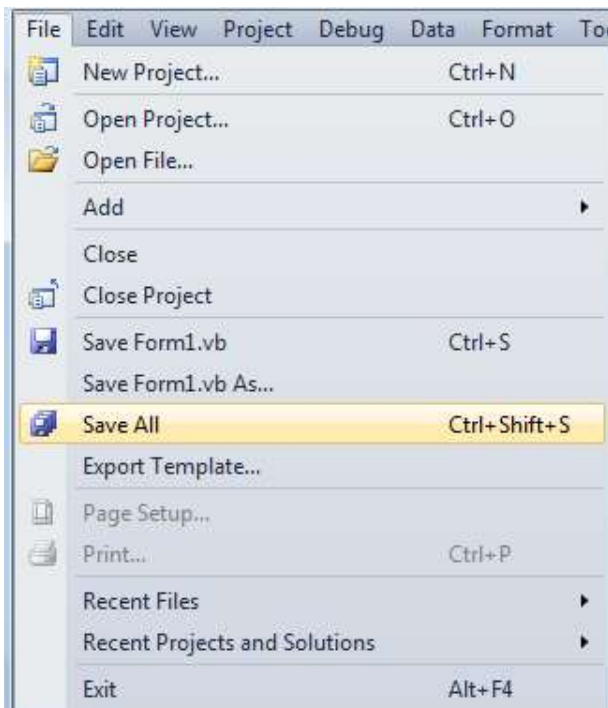 File Edit View Project Debug Data Format To
New Project... Ctrl+N
Open Project... Ctrl+O
Open File...
Add
Close
Close Project
Save Form1.vb Ctrl+S
Save Form1.vb As...
Save All Ctrl+Shift+S
Export Template...
Page Setup...
Print... Ctrl+P
Recent Files
Recent Projects and Solutions
Exit Alt+F4